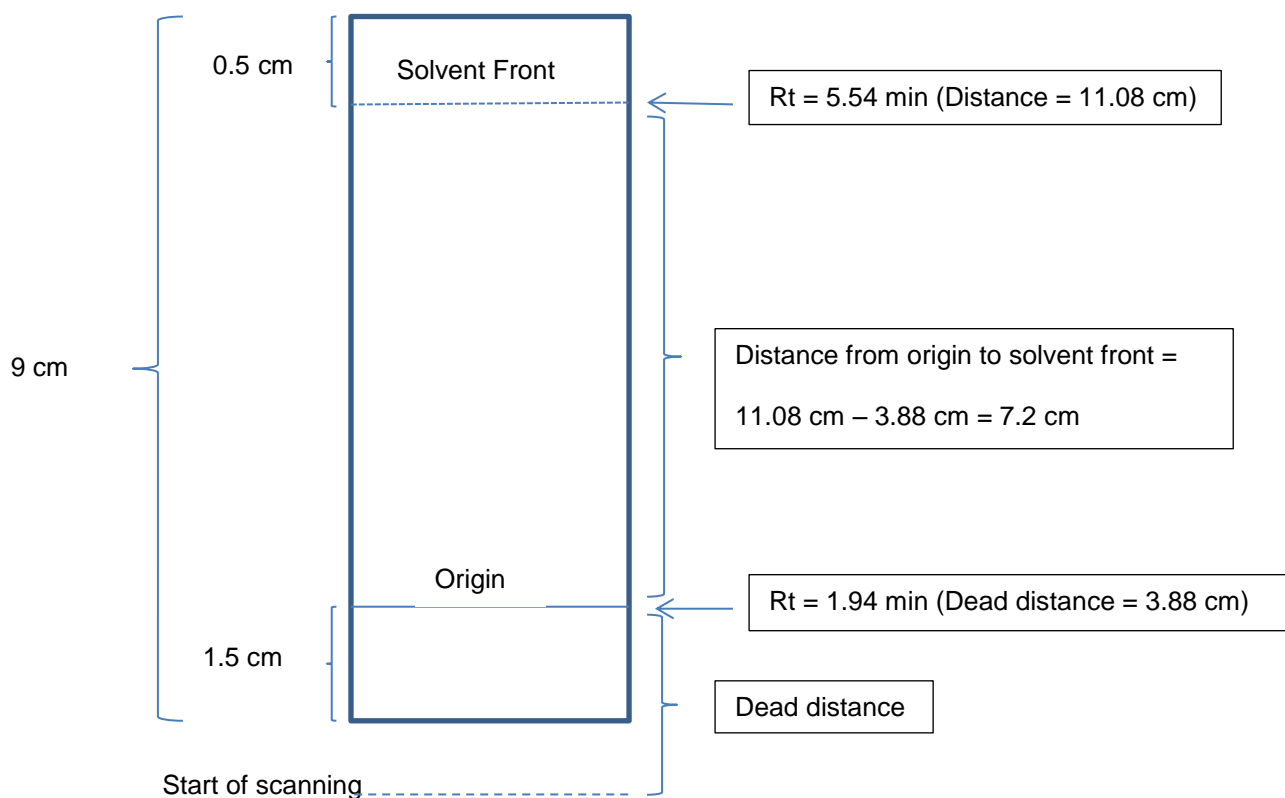 0.5 cm
Solvent Front
Rt = 5.54 min (Distance = 11.08 cm)
9 cm
Distance from origin to solvent front =
11.08 cm – 3.88 cm = 7.2 cm
Origin
Rt = 1.94 min (Dead distance = 3.88 cm)
1.5 cm
Dead distance
Start of scanning